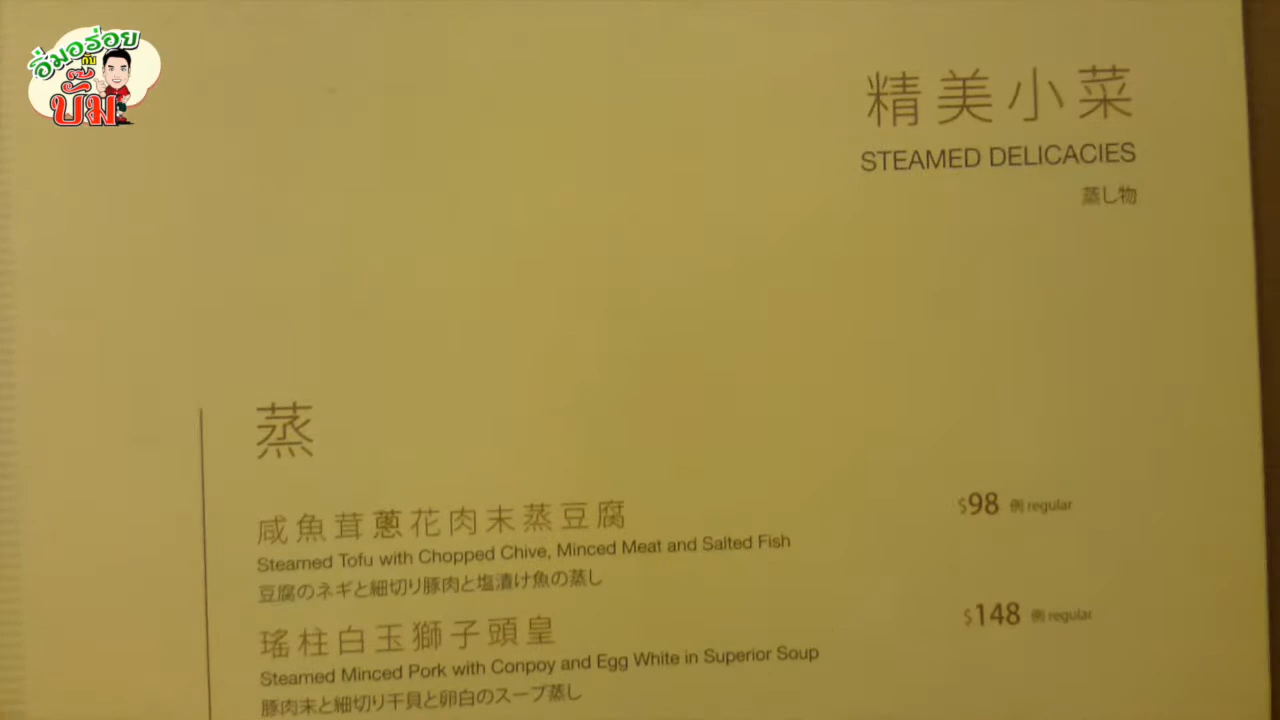 อิ่มอร่อย
กับ
บั๊ม
精美小菜
STEAMED DELICACIES
蒸し物
蒸
咸魚茸蔥花肉末蒸豆腐
$98 例 regular
Steamed Tofu with Chopped Chive, Minced Meat and Salted Fish
豆腐のネギと細切り豚肉と塩漬け魚の蒸し
瑤柱白玉獅子頭皇
$148 例 regular
Steamed Minced Pork with Conpoy and Egg White in Superior Soup
豚肉末と細切り干貝と卵白のスープ蒸し